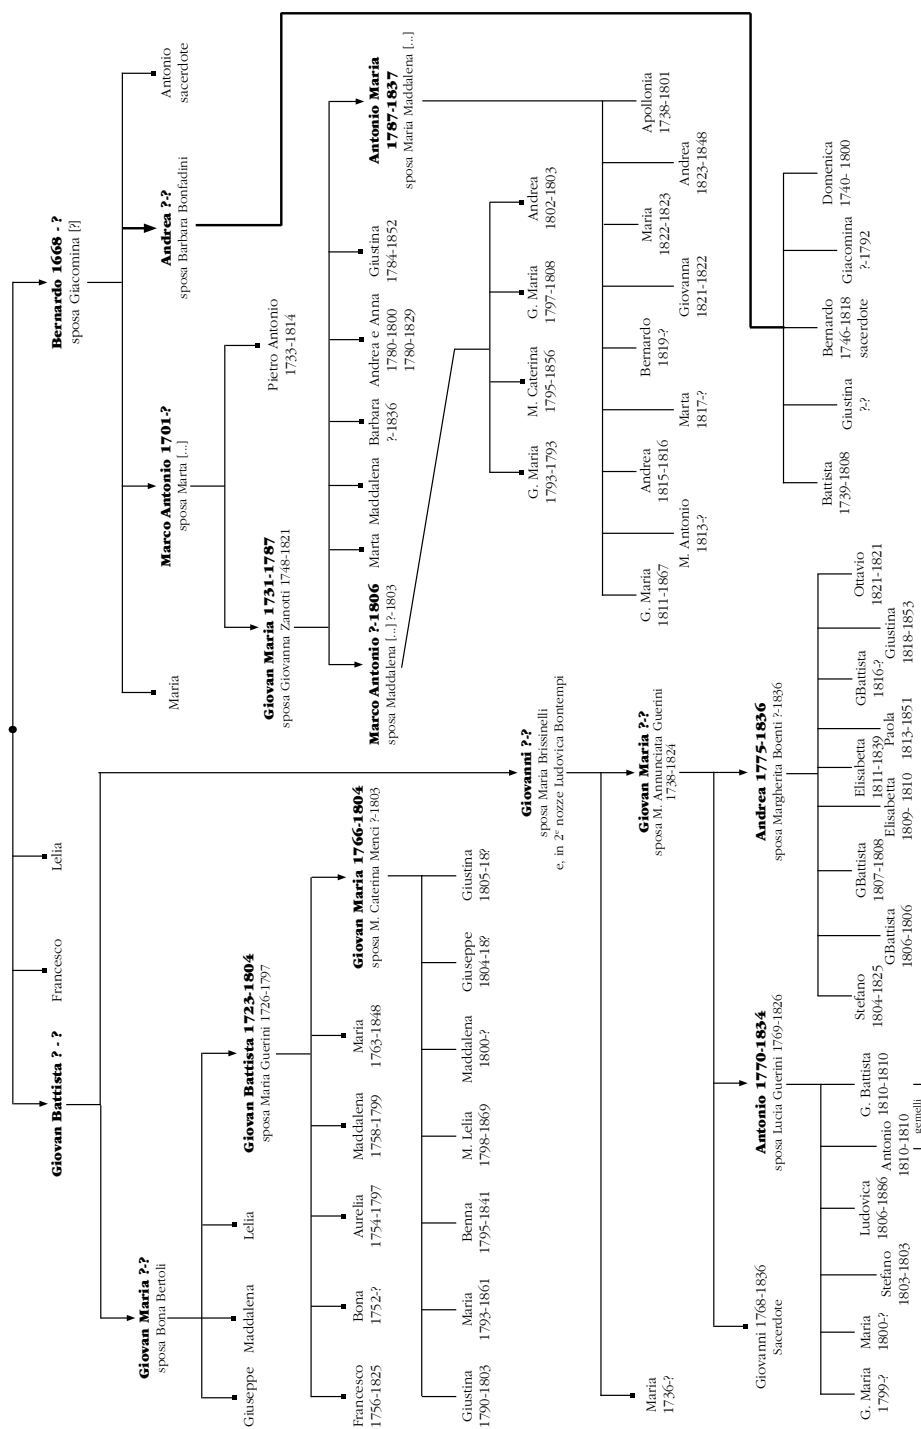 Giovan Battista ? - ?
Francesco
Lelia
Bernardo 1668 - ?
sposa Giacomina [?]
Giovan Maria ?-?
sposa Bona Bertoli
Maria
Marco Antonio 1701-?
sposa Marta [...]
Andrea ?-?
sposa Barbara Bonfadini
Antonio
sacerdote
Giuseppe
Maddalena
Lelia
Giovan Battista 1723-1804
sposa Maria Guerini 1726-1797
Giovan Maria 1731-1787
sposa Giovanna Zanotti 1748-1821
Pietro Antonio
1733-1814
Francesco
1756-1825
Bona
1752-?
Aurelia
1754-1797
Maddalena
1758-1799
Maria
1763-1848
Giovan Maria 1766-1804
sposa M. Caterina Menci ?-1803
Marco Antonio ?-1806
sposa Maddalena [...] ?-1803
Marta
Maddalena
Barbara
?-1836
Andrea e Anna
1780-1800
1780-1829
Giustina
1784-1852
Antonio Maria
1787-1837
sposa Maria Maddalena [...]
Giustina
1790-1803
Maria
1793-1861
Benna
1795-1841
M. Lelia
1798-1869
Maddalena
1800-?
Giuseppe
1804-18?
Giustina
1805-18?
G. Maria
1793-1793
M. Caterina
1795-1856
G. Maria
1797-1808
Andrea
1802-1803
Giovanni ?-?
sposa Maria Brissinelli
e, in 2ᵉ nozze Ludovica Bontempi
G. Maria
1811-1867
M. Antonio
1813-?
Andrea
1815-1816
Marta
1817-?
Bernardo
1819-?
Giovanna
1821-1822
Maria
1822-1823
Andrea
1823-1848
Apollonia
1738-1801
Maria
1736-?
Giovan Maria ?-?
sposa M. Annunciata Guerini
1738-1824
Giovanni 1768-1836
Sacerdote
Antonio 1770-1834
sposa Lucia Guerini 1769-1826
Andrea 1775-1836
sposa Margherita Boenti ?-1836
Battista
1739-1808
Giustina
?-?
Bernardo
1746-1818
sacerdote
Giacomina
?-1792
Domenica
1740- 1800
G. Maria
1799-?
Maria
1800-?
Stefano
1803-1803
Ludovica
1806-1886
Antonio
1810-1810
G. Battista
1810-1810
gemelli
Stefano
1804-1825
GBattista
1806-1806
GBattista
1807-1808
Elisabetta
1809- 1810
Elisabetta
1811-1839
Paola
1813-1851
GBattista
1816-?
Giustina
1818-1853
Ottavio
1821-1821